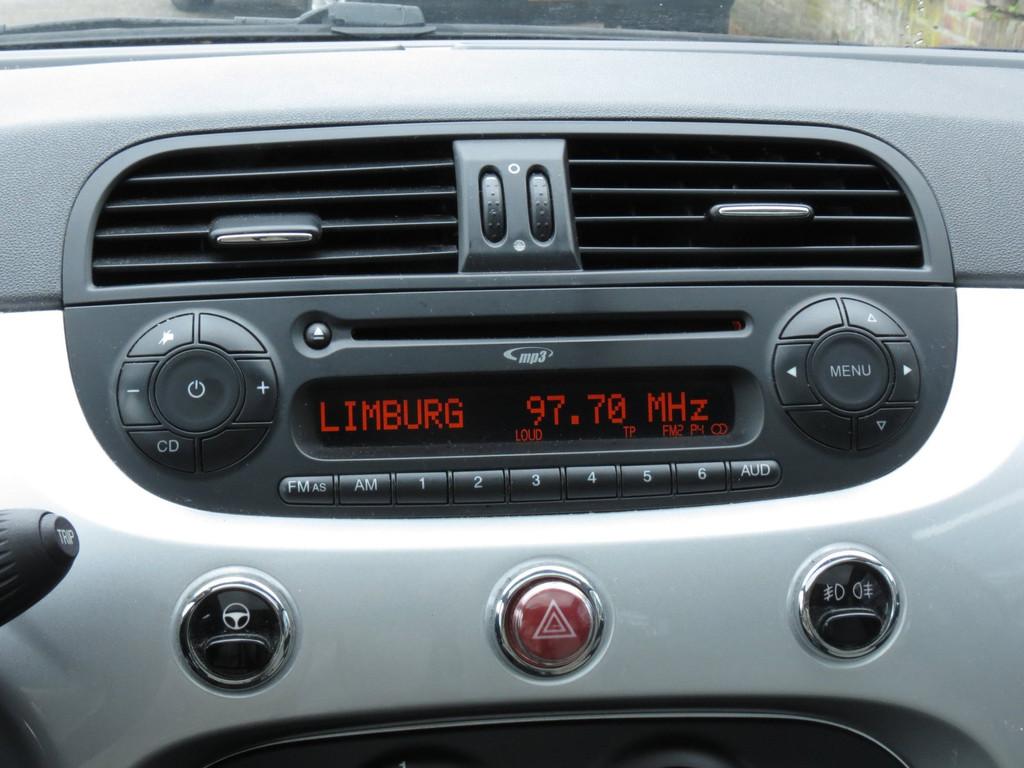 mp3
MENU
LIMBURG 97.70 MHz
LOUD TP FM2 P4
CD
FM AS AM 1 2 3 4 5 6 AUD
TRIP